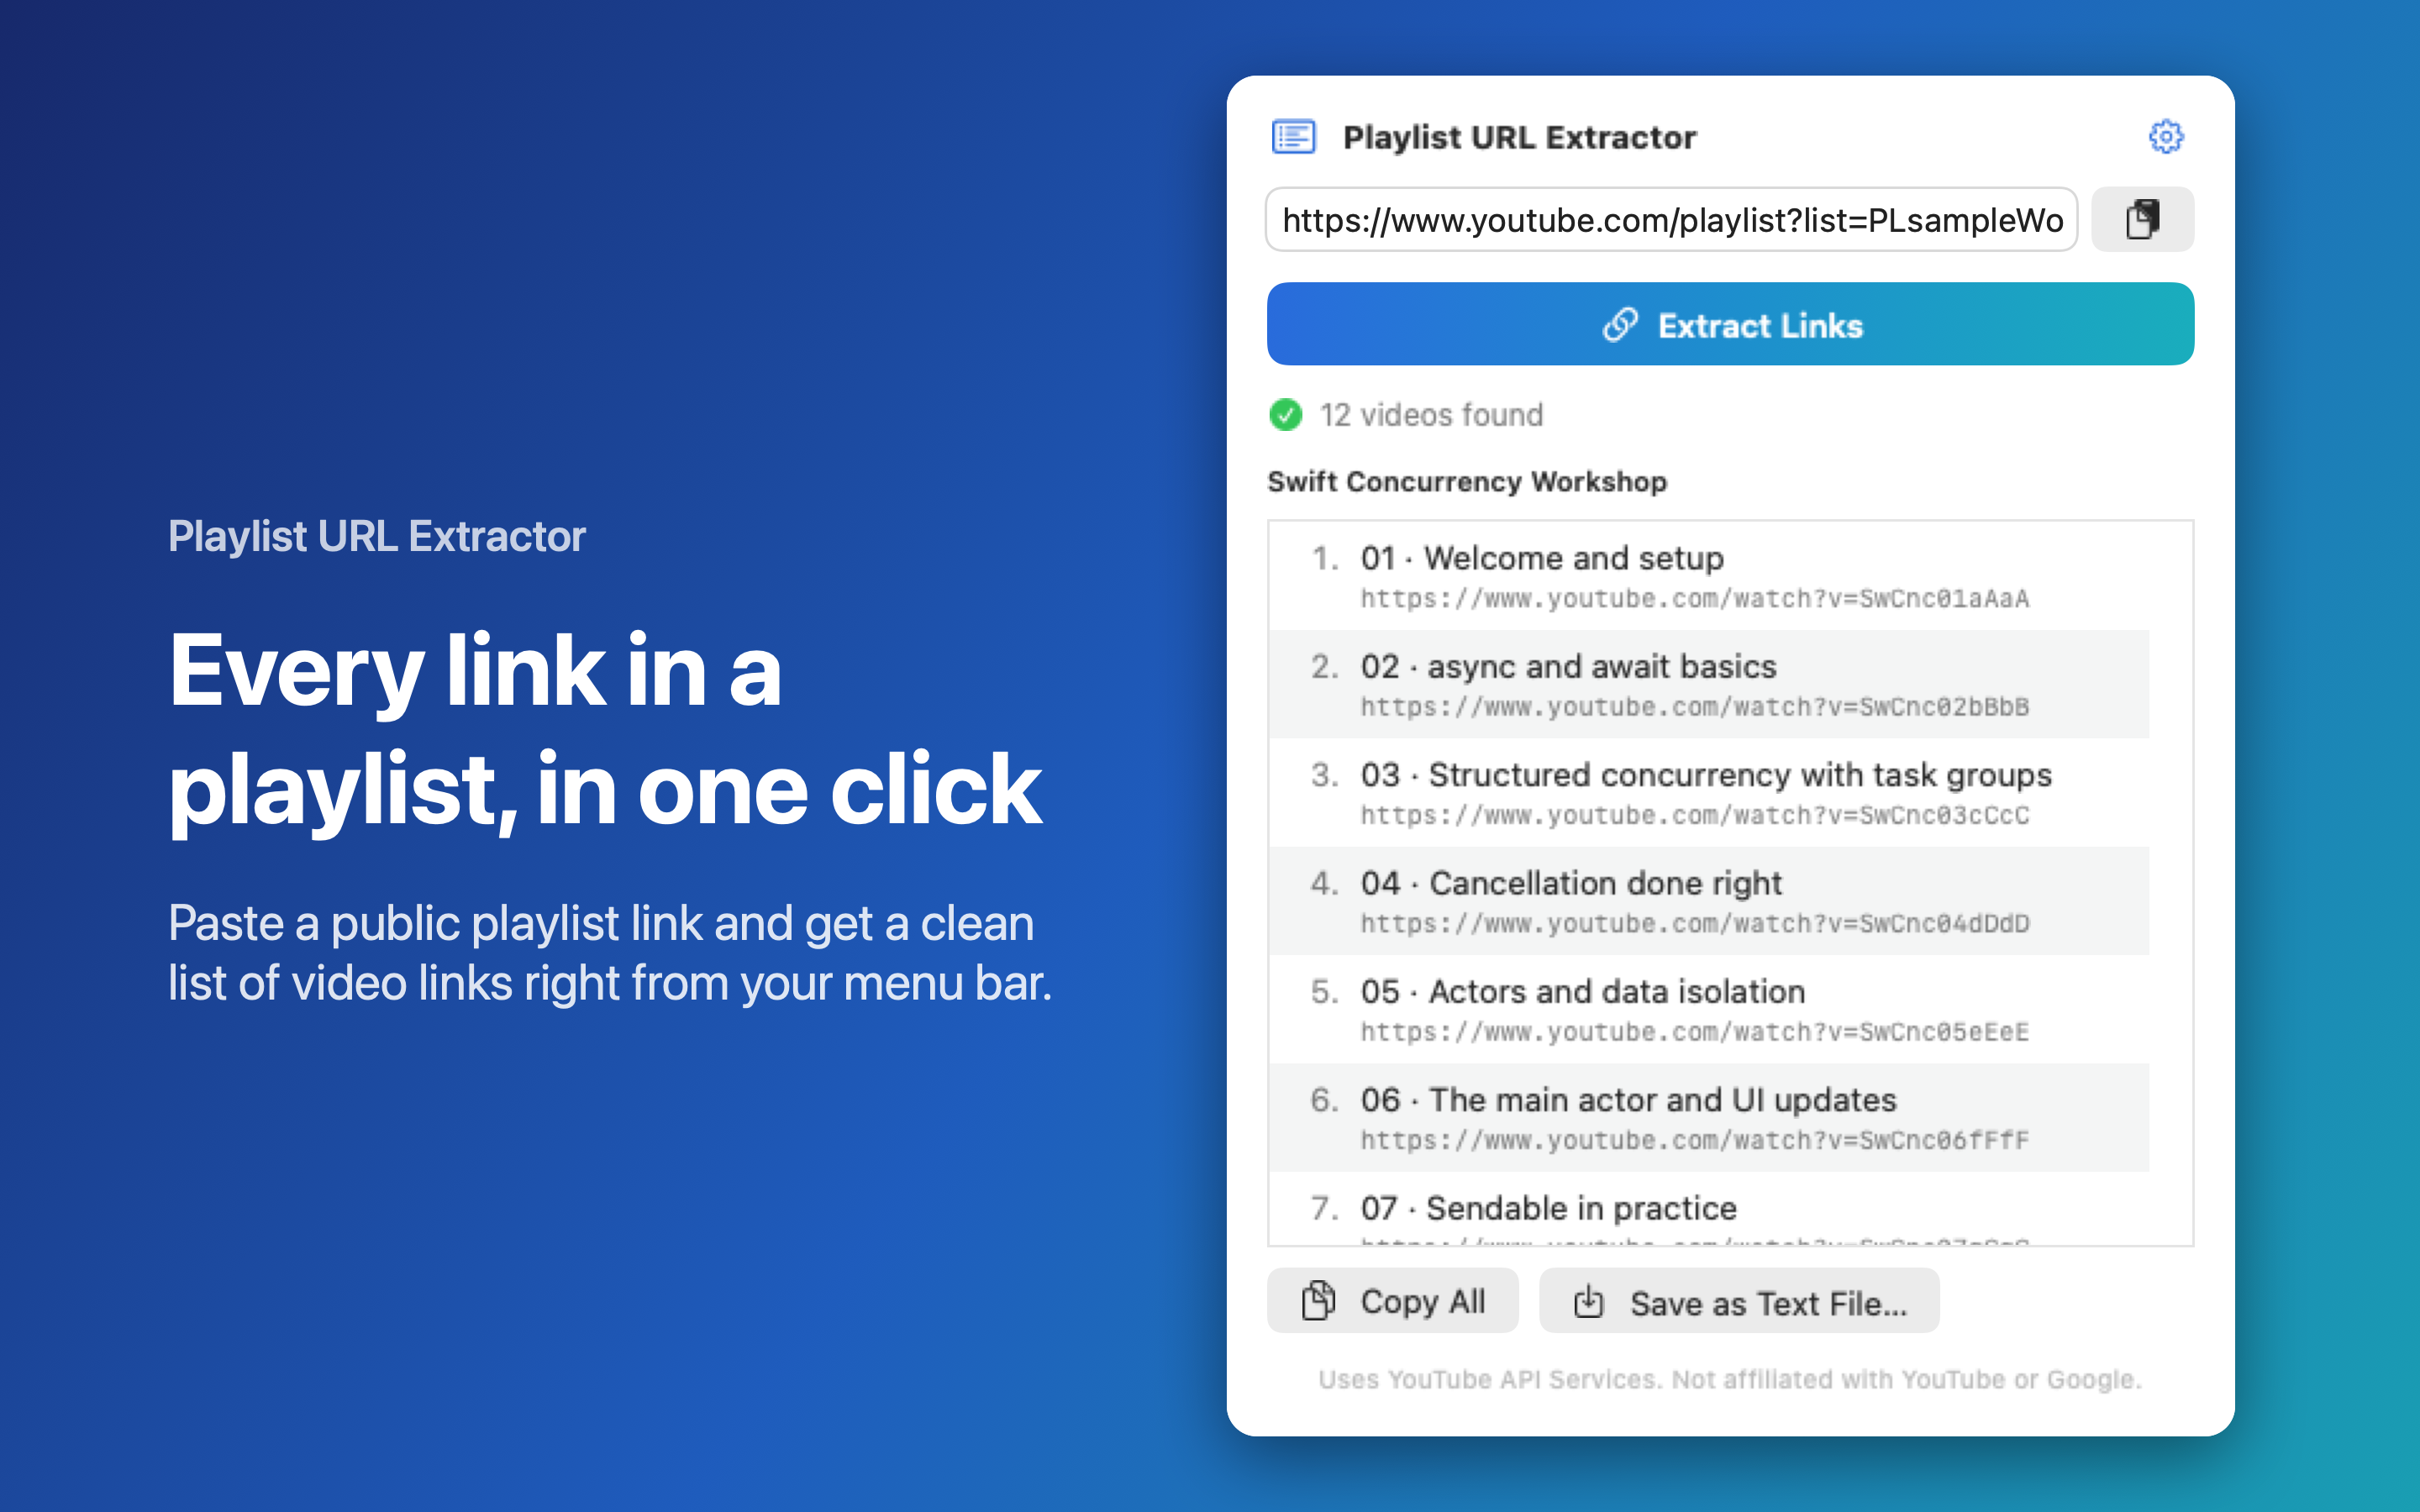 Playlist URL Extractor
Every link in a
playlist, in one click
Paste a public playlist link and get a clean
list of video links right from your menu bar.
Playlist URL Extractor
https://www.youtube.com/playlist?list=PLsampleWo
Extract Links
12 videos found
Swift Concurrency Workshop
1. 01 · Welcome and setup
https://www.youtube.com/watch?v=SwCnc01aAaA
2. 02 · async and await basics
https://www.youtube.com/watch?v=SwCnc02bBbB
3. 03 · Structured concurrency with task groups
https://www.youtube.com/watch?v=SwCnc03cCcC
4. 04 · Cancellation done right
https://www.youtube.com/watch?v=SwCnc04dDdD
5. 05 · Actors and data isolation
https://www.youtube.com/watch?v=SwCnc05eEeE
6. 06 · The main actor and UI updates
https://www.youtube.com/watch?v=SwCnc06fFfF
7. 07 · Sendable in practice
Copy All
Save as Text File...
Uses YouTube API Services. Not affiliated with YouTube or Google.